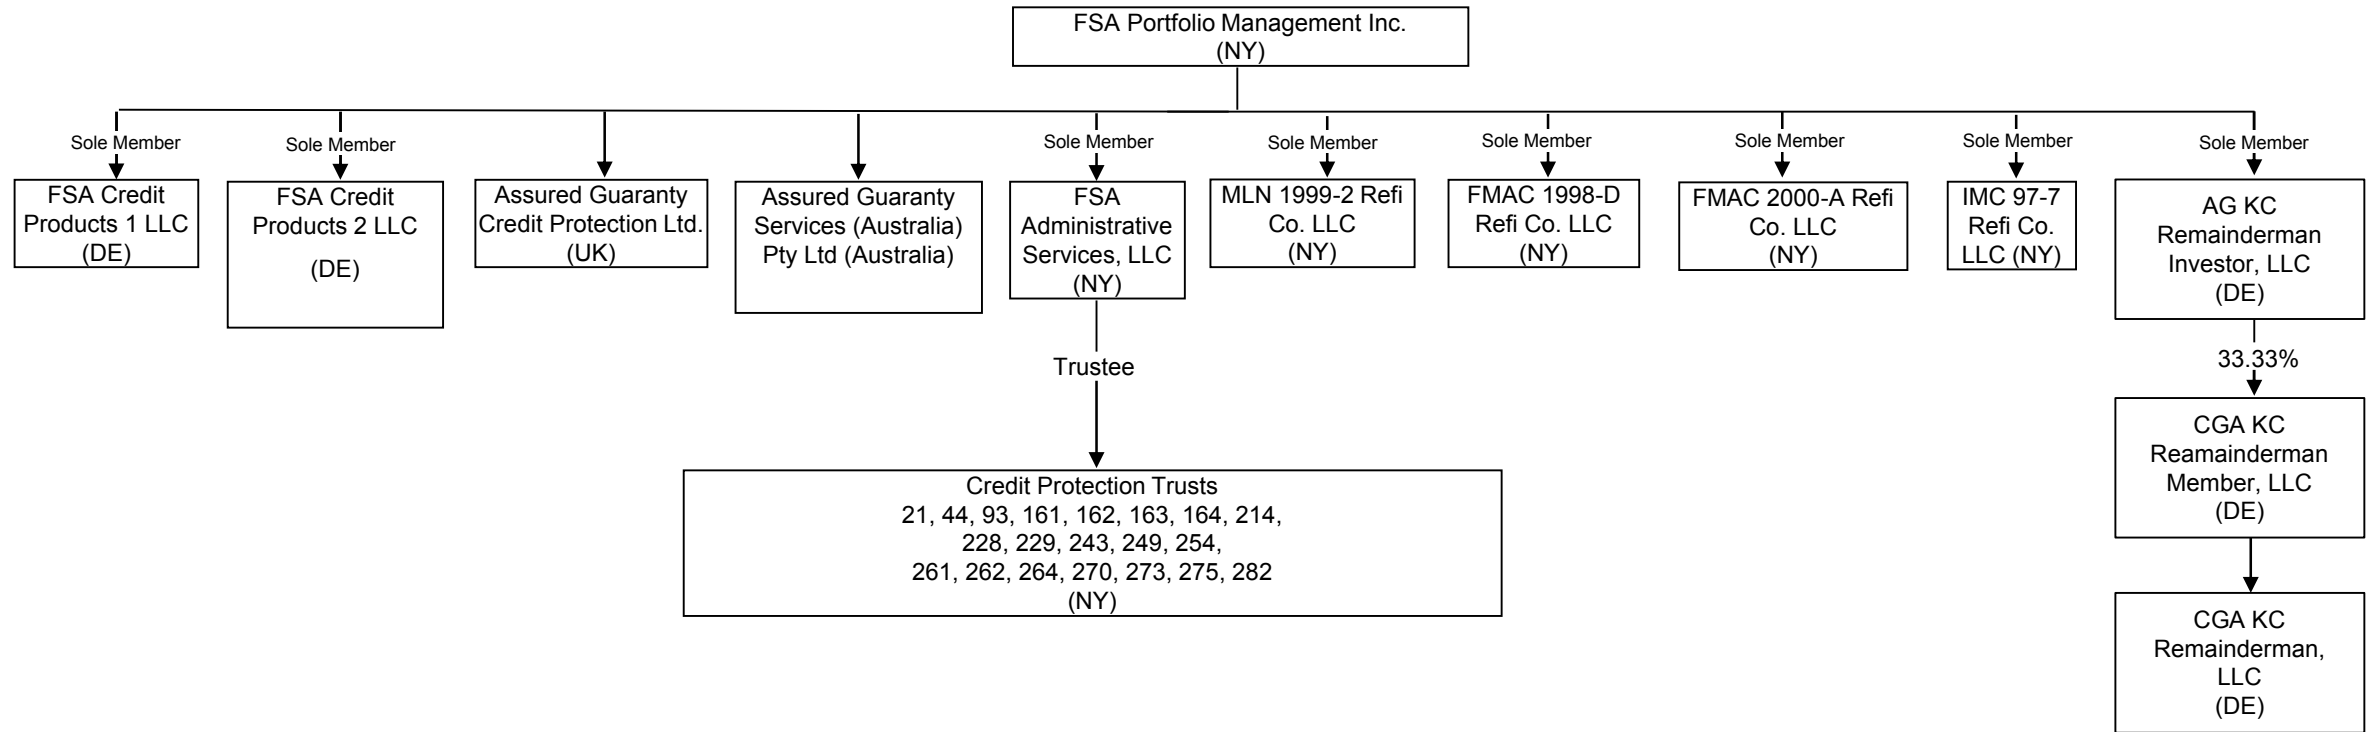 FSA Portfolio Management Inc.
(NY)
Sole Member
Sole Member
Sole Member
Sole Member
Sole Member
Sole Member
Sole Member
Sole Member
FSA Credit
Products 1 LLC
(DE)
FSA Credit
Products 2 LLC
(DE)
Assured Guaranty
Credit Protection Ltd.
(UK)
Assured Guaranty
Services (Australia)
Pty Ltd (Australia)
FSA
Administrative
Services, LLC
(NY)
MLN 1999-2 Refi
Co. LLC
(NY)
FMAC 1998-D
Refi Co. LLC
(NY)
FMAC 2000-A Refi
Co. LLC
(NY)
IMC 97-7
Refi Co.
LLC (NY)
AG KC
Remainderman
Investor, LLC
(DE)
Trustee
33.33%
Credit Protection Trusts
21, 44, 93, 161, 162, 163, 164, 214,
228, 229, 243, 249, 254,
261, 262, 264, 270, 273, 275, 282
(NY)
CGA KC
Reamainderman
Member, LLC
(DE)
CGA KC
Remainderman,
LLC
(DE)